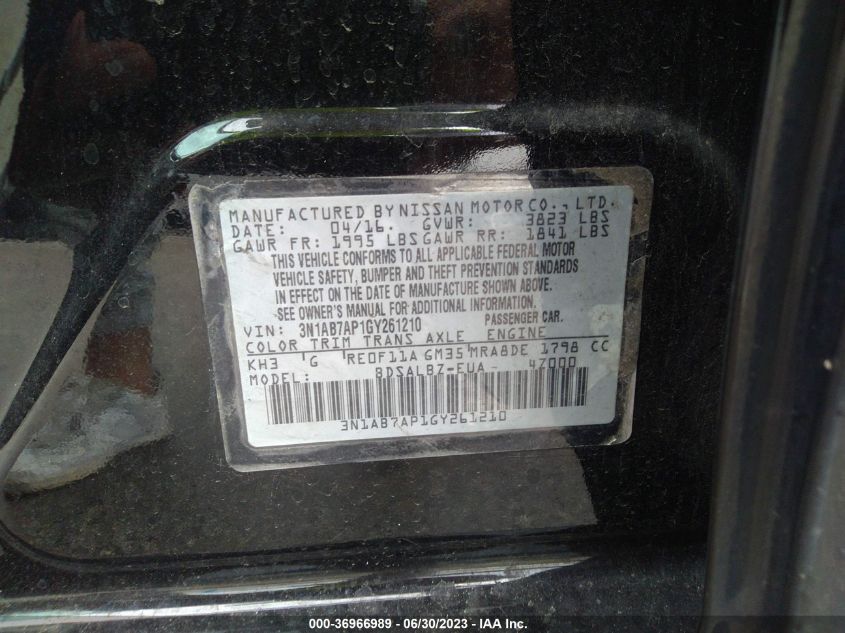 MANUFACTURED BY NISSAN MOTOR CO., LTD.
DATE: 04/16. GVWR: 3823 LBS
GAWR FR: 1995 LBS GAWR RR: 1841 LBS
THIS VEHICLE CONFORMS TO ALL APPLICABLE FEDERAL MOTOR
VEHICLE SAFETY, BUMPER AND THEFT PREVENTION STANDARDS
IN EFFECT ON THE DATE OF MANUFACTURE SHOWN ABOVE.
SEE OWNER'S MANUAL FOR ADDITIONAL INFORMATION.
VIN: 3N1AB7AP1GY261210 PASSENGER CAR.
COLOR TRIM TRANS AXLE ENGINE
KH3 G RE0F11A GM35 MRA8DE 1798 CC
MODEL: BDSALBZ-EUA - 47000
3N1AB7AP1GY261210
000-36966989 - 06/30/2023 - IAAI.com